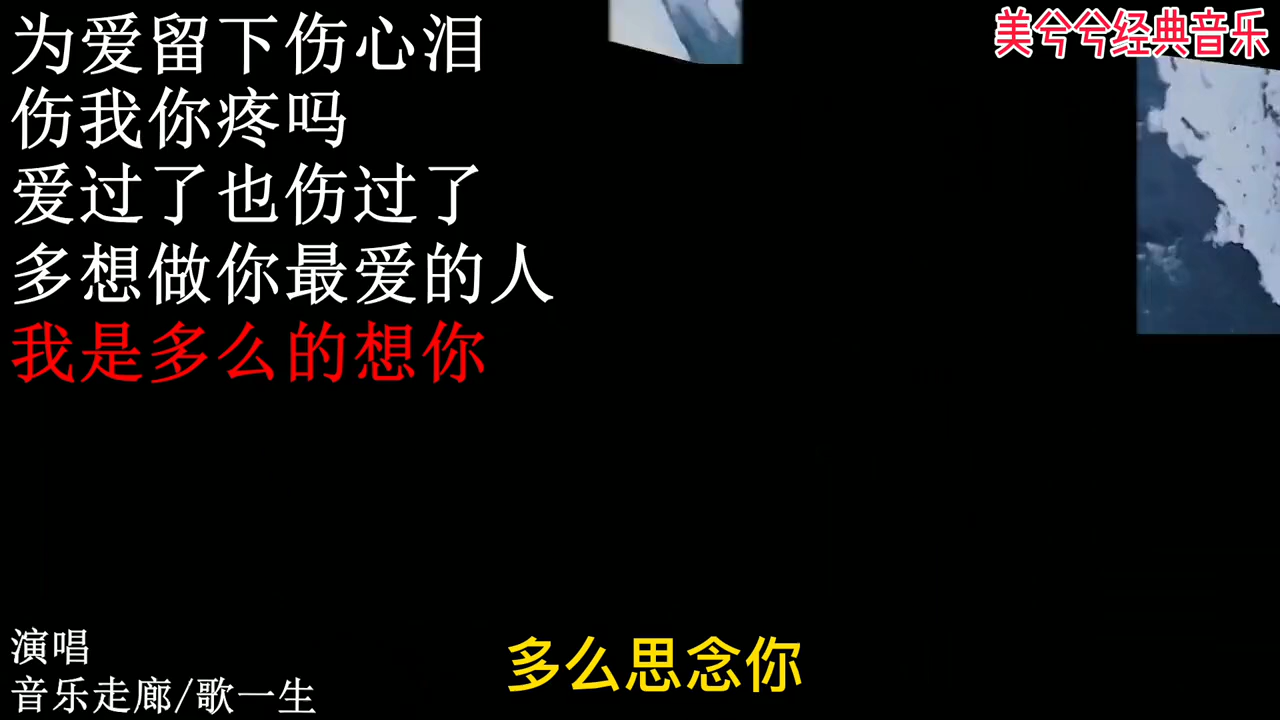 为爱留下伤心泪
伤我你疼吗
爱过了也伤过了
多想做你最爱的人
我是多么的想你
美兮兮经典音乐
演唱
音乐走廊/歌一生
多么思念你